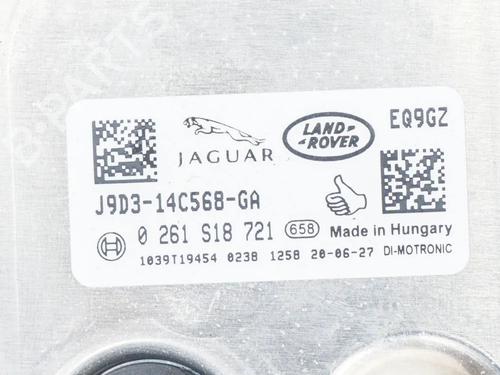 B-PARTS
JAGUAR
LAND-
-ROVER
EQ9GZ
J9D3-14C568-GA
0 261 S18 721 658 Made in Hungary
1039T19454 0238 1258 20-06-27 DI-MOTRONIC